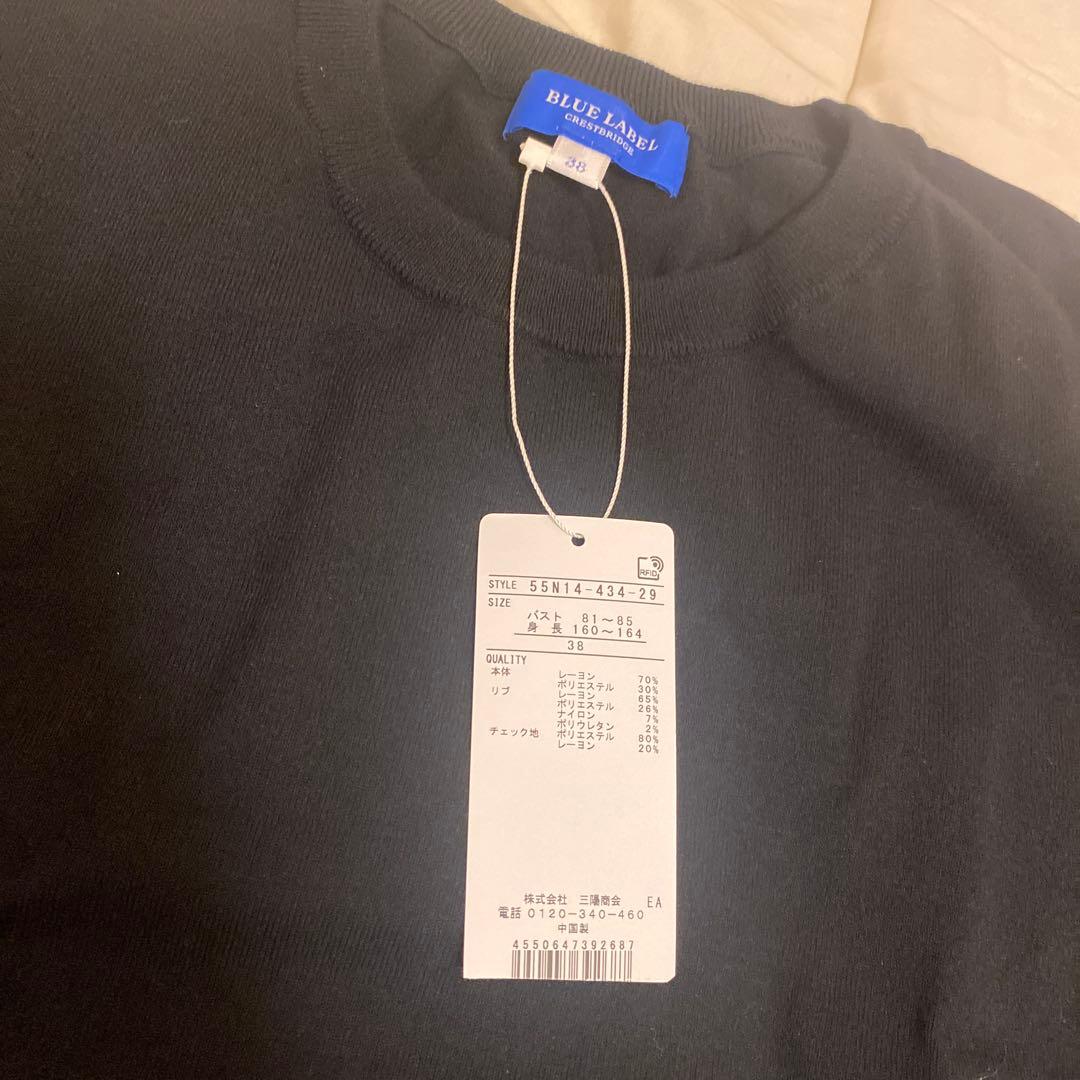 BLUE LABEL
CRESTBRIDGE
38
RFID
STYLE 55N14-434-29
SIZE
バスト 81～85
身長 160～164
38
QUALITY
本体 レーヨン 70%
ポリエステル 30%
リブ レーヨン 65%
ポリエステル 26%
ナイロン 7%
ポリウレタン 2%
チェック地 ポリエステル 80%
レーヨン 20%
株式会社 三陽商会 EA
電話 0120-340-460
中国製
4550647392687